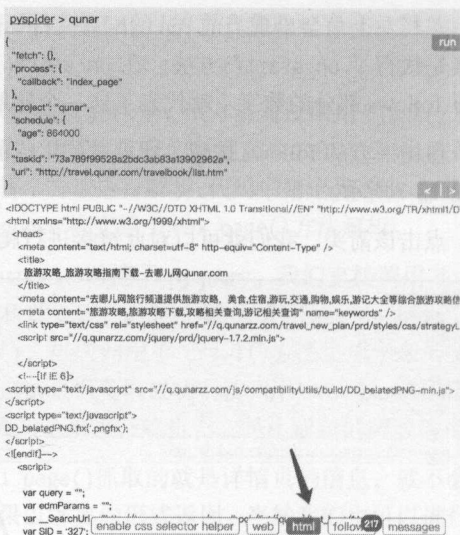 pyspider > qunar
{
run
"fetch": {},
"process": {
"callback": "index_page"
},
"project": "qunar",
"schedule": {
"age": 864000
},
"taskid": "73a789f99528a2bdc3ab83a13902962a",
"url": "http://travel.qunar.com/travelbook/list.htm"
}
< | >
<!DOCTYPE html PUBLIC "-//W3C//DTD XHTML 1.0 Transitional//EN" "http://www.w3.org/TR/xhtml1/D
<html xmlns="http://www.w3.org/1999/xhtml">
<head>
<meta content="text/html; charset=utf-8" http-equiv="Content-Type" />
<title>
旅游攻略_旅游攻略指南下载-去哪儿网Qunar.com
</title>
<meta content="去哪儿网旅行频道提供旅游攻略、美食,住宿,游玩,交通,购物,娱乐,游记大全等综合旅游攻略信
<meta content="旅游攻略,旅游攻略下载,攻略相关查询,游记相关查询" name="keywords" />
<link type="text/css" rel="stylesheet" href="//q.qunarzz.com/travel_new_plan/prd/styles/css/strategyL
<script src="//q.qunarzz.com/jquery/prd/jquery-1.7.2.min.js">
</script>
<!--[if IE 6]>
<script type="text/javascript" src="//q.qunarzz.com/js/compatibilityUtils/build/DD_belatedPNG-min.js">
</script>
<script type="text/javascript">
DD_belatedPNG.fix('.pngfix');
</script>
<![endif]-->
<script>
var query = "";
var edmParams = "";
var __SearchUrl
enable css selector helper web html follow 217 messages
var SID = '327';